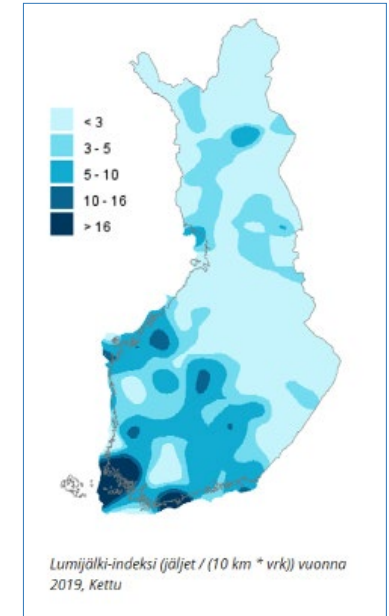 < 3
3 - 5
5 - 10
10 - 16
> 16
Lumijälki-indeksi (jäljet / (10 km * vrk)) vuonna
2019, Kettu